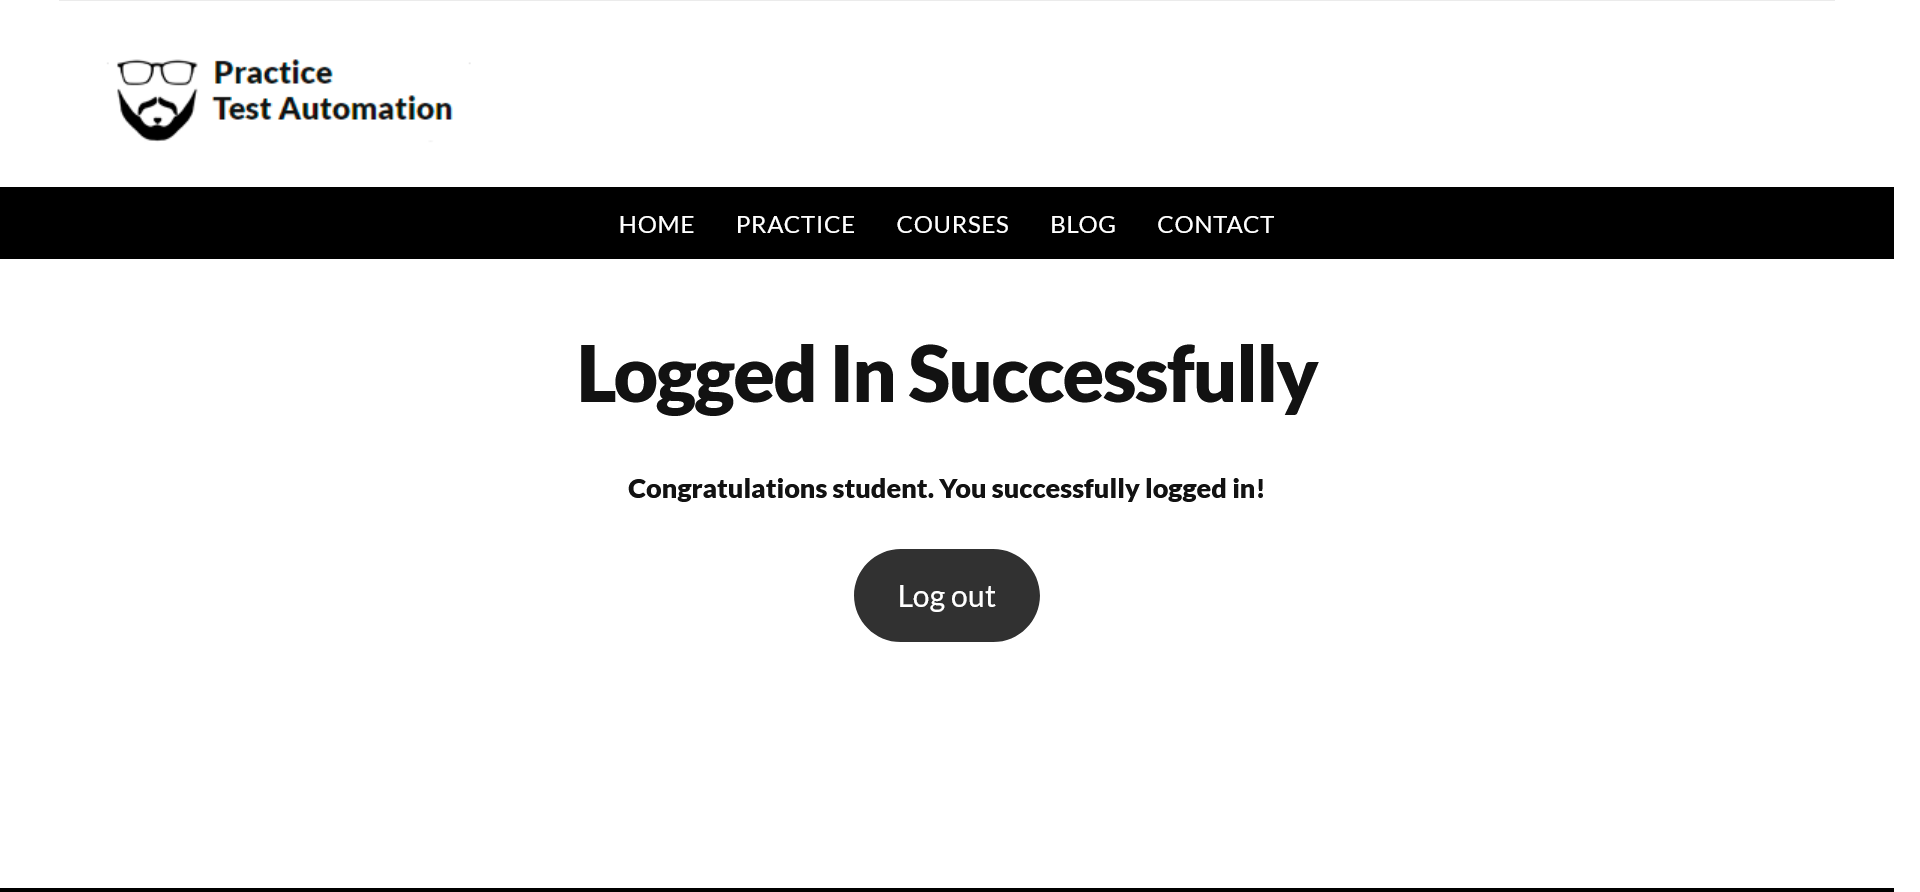 Practice
Test Automation
HOME PRACTICE COURSES BLOG CONTACT
Logged In Successfully
Congratulations student. You successfully logged in!
Log out